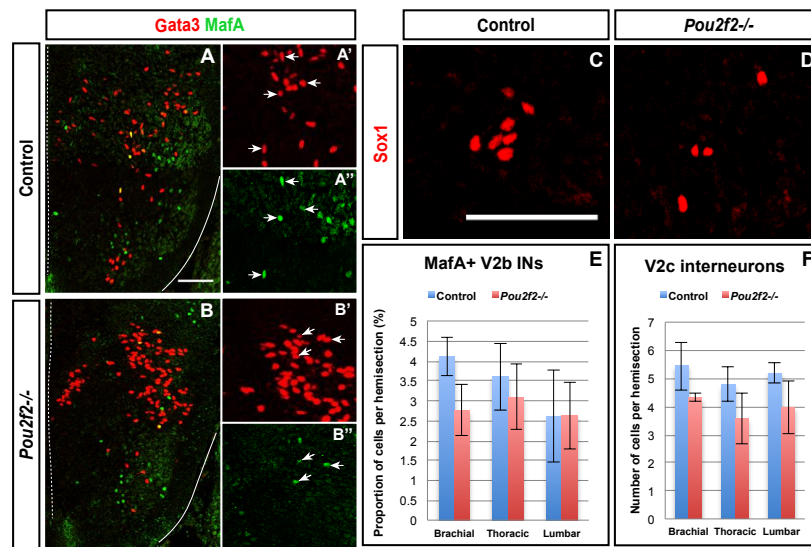 Gata3 MafA
Control
Pou2f2-/-
Control
A
A'
A''
Pou2f2-/-
B
B'
B''
Sox1
C
D
MafA+ V2b INs
E
Control Pou2f2-/-
Proportion of cells per hemisection (%)
5
4.5
4
3.5
3
2.5
2
1.5
1
0.5
0
Brachial Thoracic Lumbar
V2c interneurons
F
Control Pou2f2-/-
Number of cells per hemisection
7
6
5
4
3
2
1
0
Brachial Thoracic Lumbar